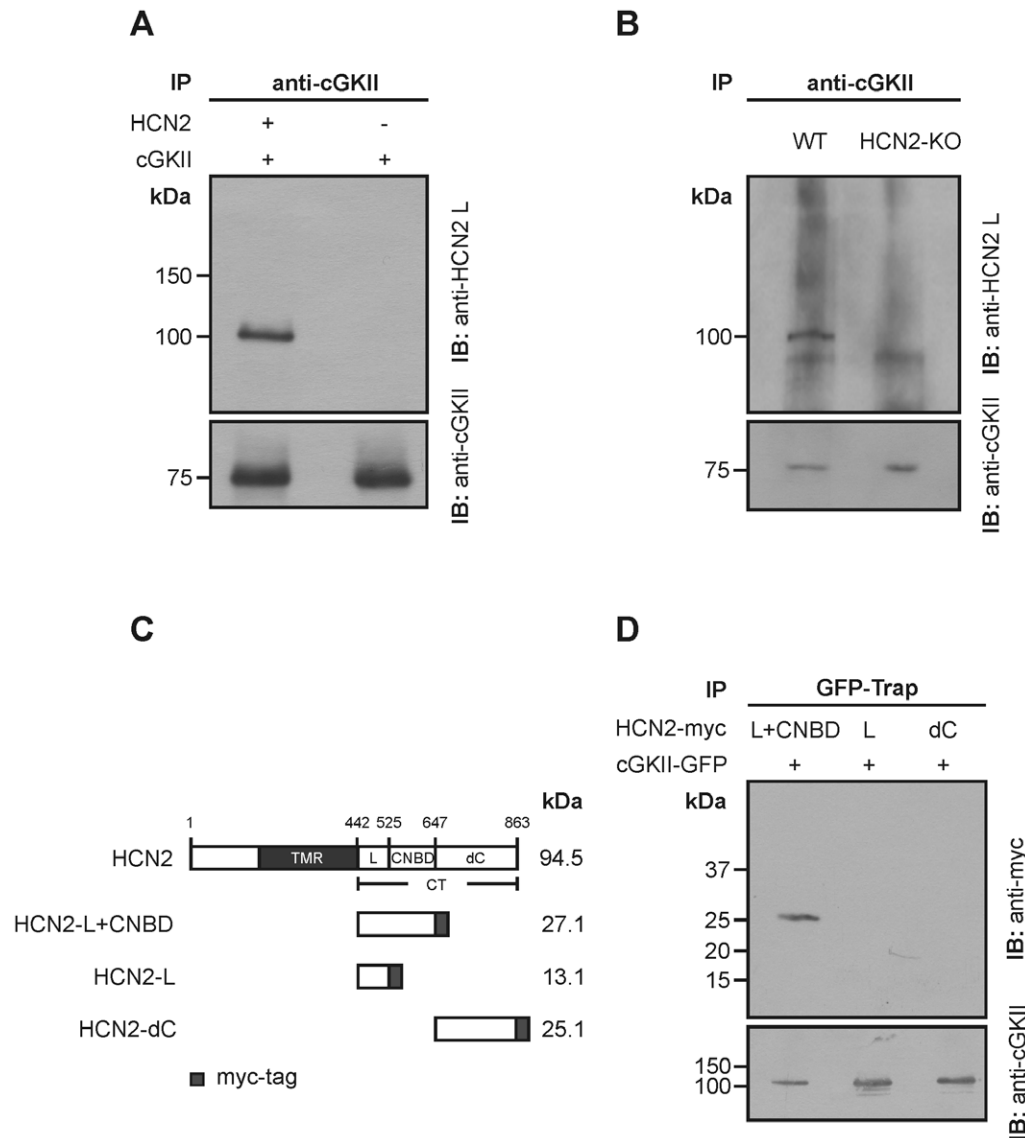 A
IP anti-cGKII
HCN2 + -
cGKII + +
kDa
150
100
IB: anti-HCN2 L
75
IB: anti-cGKII
B
IP anti-cGKII
WT HCN2-KO
kDa
100
IB: anti-HCN2 L
75
IB: anti-cGKII
C
kDa
1 442 525 647 863
HCN2 TMR L CNBD dC 94.5
CT
HCN2-L+CNBD 27.1
HCN2-L 13.1
HCN2-dC 25.1
myc-tag
D
IP GFP-Trap
HCN2-myc L+CNBD L dC
cGKII-GFP + + +
kDa
37
25
20
15
IB: anti-myc
150
100
IB: anti-cGKII